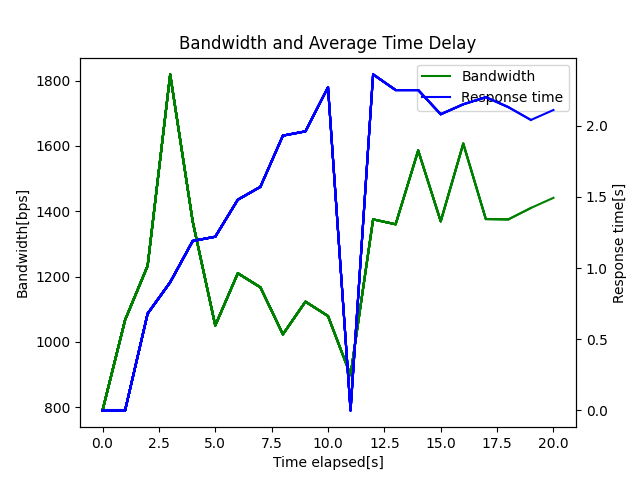 Bandwidth and Average Time Delay
Bandwidth
Response time
1800
1600
1400
1200
1000
800
Bandwidth[bps]
2.0
1.5
1.0
0.5
0.0
Response time[s]
0.0 2.5 5.0 7.5 10.0 12.5 15.0 17.5 20.0
Time elapsed[s]